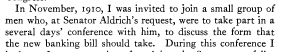 In November, 1910, I was invited to join a small group of
men who, at Senator Aldrich's request, were to take part in a
several days' conference with him, to discuss the form that
the new banking bill should take. During this conference I